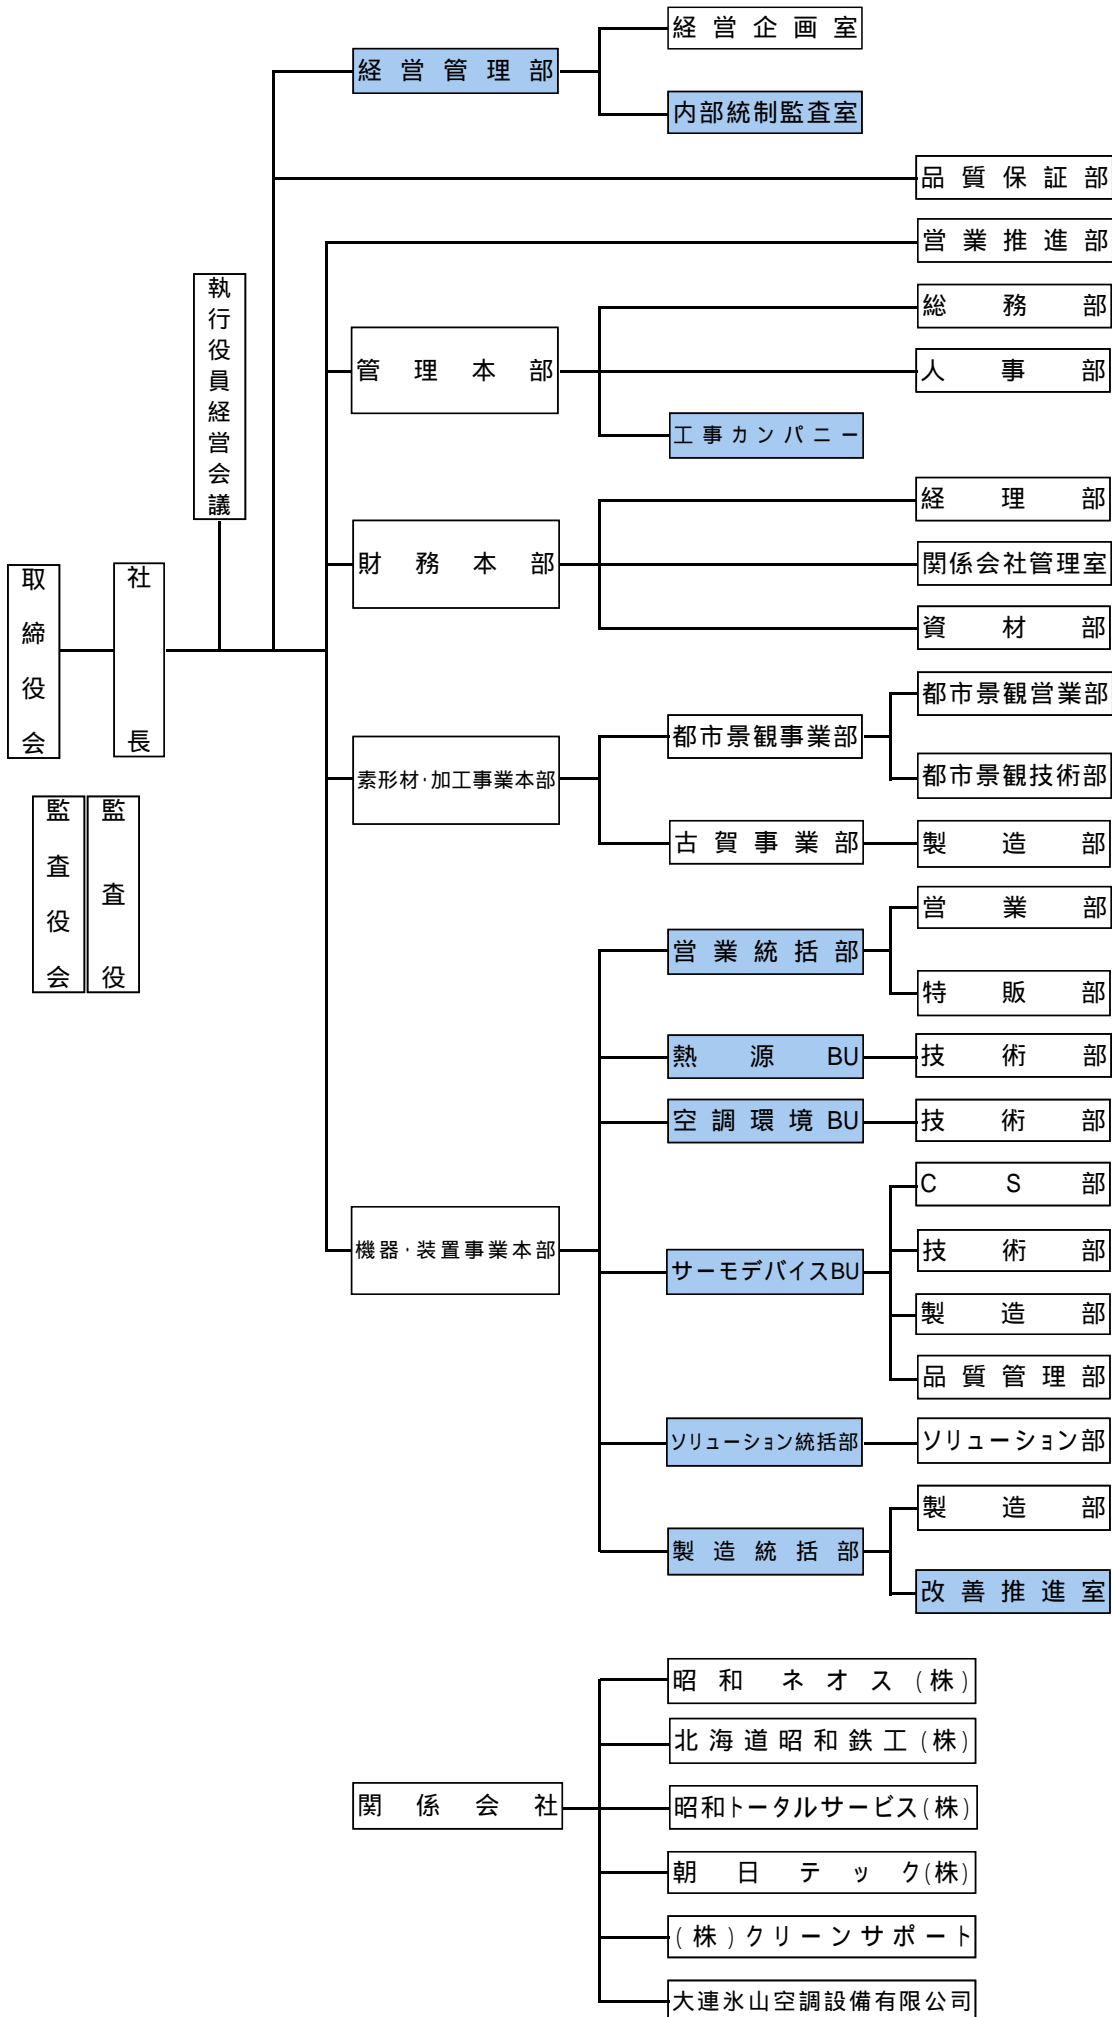 経営企画室
経営管理部
内部統制監査室
品質保証部
営業推進部
執行役員経営会議
総務部
管理本部
人事部
工事カンパニー
経理部
財務本部
関係会社管理室
資材部
取締役会
社長
都市景観営業部
都市景観事業部
都市景観技術部
素形材・加工事業本部
古賀事業部
製造部
監査役会
監査役
営業部
営業統括部
特販部
熱源BU
技術部
空調環境BU
技術部
CS部
機器・装置事業本部
技術部
サーモデバイスBU
製造部
品質管理部
ソリューション統括部
ソリューション部
製造部
製造統括部
改善推進室
昭和ネオス(株)
北海道昭和鉄工(株)
関係会社
昭和トータルサービス(株)
朝日テック(株)
(株)クリーンサポート
大連氷山空調設備有限公司